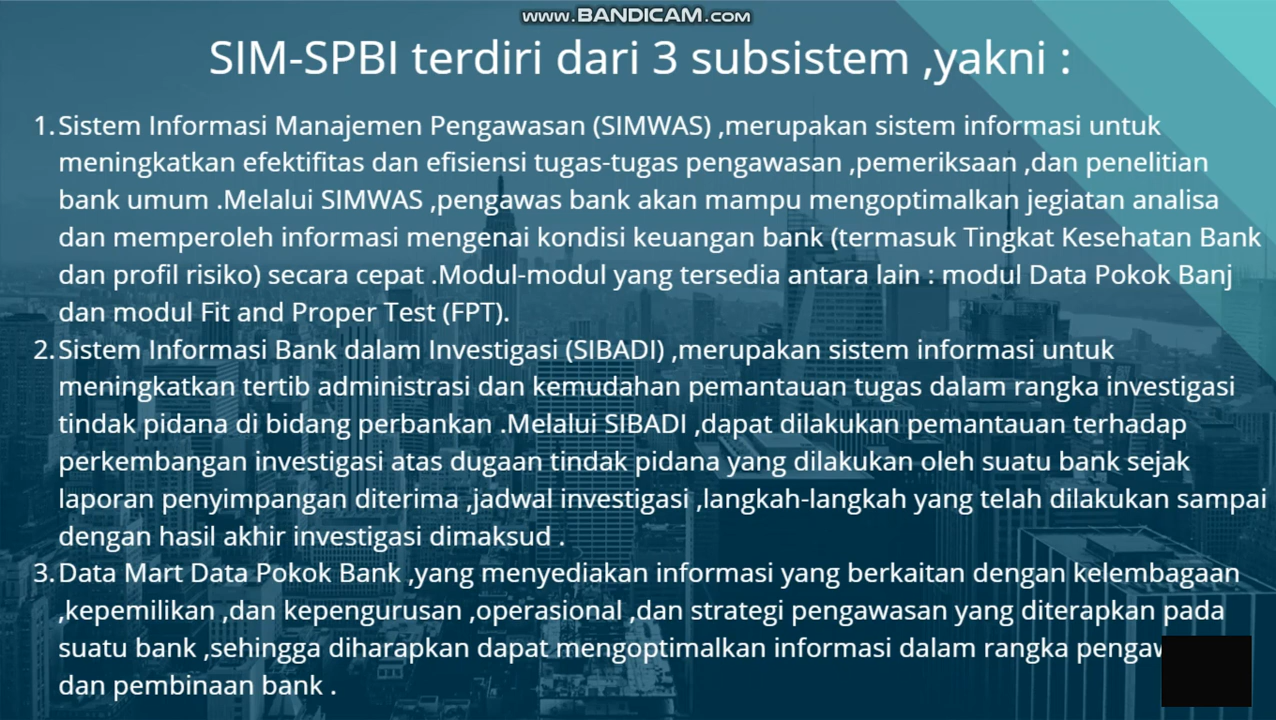 www.BANDICAM.com
SIM-SPBI terdiri dari 3 subsistem ,yakni :
1. Sistem Informasi Manajemen Pengawasan (SIMWAS) ,merupakan sistem informasi untuk
meningkatkan efektifitas dan efisiensi tugas-tugas pengawasan ,pemeriksaan ,dan penelitian
bank umum .Melalui SIMWAS ,pengawas bank akan mampu mengoptimalkan jegiatan analisa
dan memperoleh informasi mengenai kondisi keuangan bank (termasuk Tingkat Kesehatan Bank
dan profil risiko) secara cepat .Modul-modul yang tersedia antara lain : modul Data Pokok Banj
dan modul Fit and Proper Test (FPT).
2. Sistem Informasi Bank dalam Investigasi (SIBADI) ,merupakan sistem informasi untuk
meningkatkan tertib administrasi dan kemudahan pemantauan tugas dalam rangka investigasi
tindak pidana di bidang perbankan .Melalui SIBADI ,dapat dilakukan pemantauan terhadap
perkembangan investigasi atas dugaan tindak pidana yang dilakukan oleh suatu bank sejak
laporan penyimpangan diterima ,jadwal investigasi ,langkah-langkah yang telah dilakukan sampai
dengan hasil akhir investigasi dimaksud .
3. Data Mart Data Pokok Bank ,yang menyediakan informasi yang berkaitan dengan kelembagaan
,kepemilikan ,dan kepengurusan ,operasional ,dan strategi pengawasan yang diterapkan pada
suatu bank ,sehingga diharapkan dapat mengoptimalkan informasi dalam rangka
dan pembinaan bank .